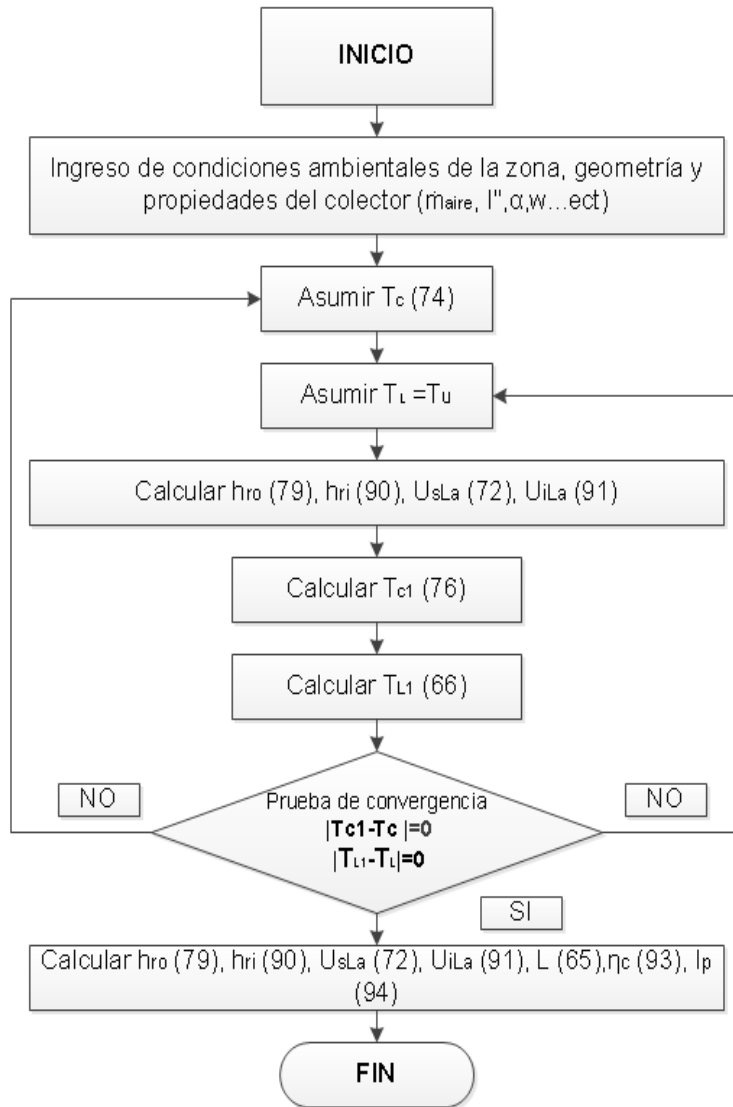 INICIO
Ingreso de condiciones ambientales de la zona, geometría y
propiedades del colector (ṁaire, I",α,w...ect)
Asumir Tc (74)
Asumir TL =TU
Calcular hro (79), hri (90), UsLa (72), UiLa (91)
Calcular Tc1 (76)
Calcular TL1 (66)
NO
Prueba de convergencia
|Tc1-Tc |=0
|TL1-TL|=0
NO
SI
Calcular hro (79), hri (90), UsLa (72), UiLa (91), L (65),ηc (93), Ip
(94)
FIN